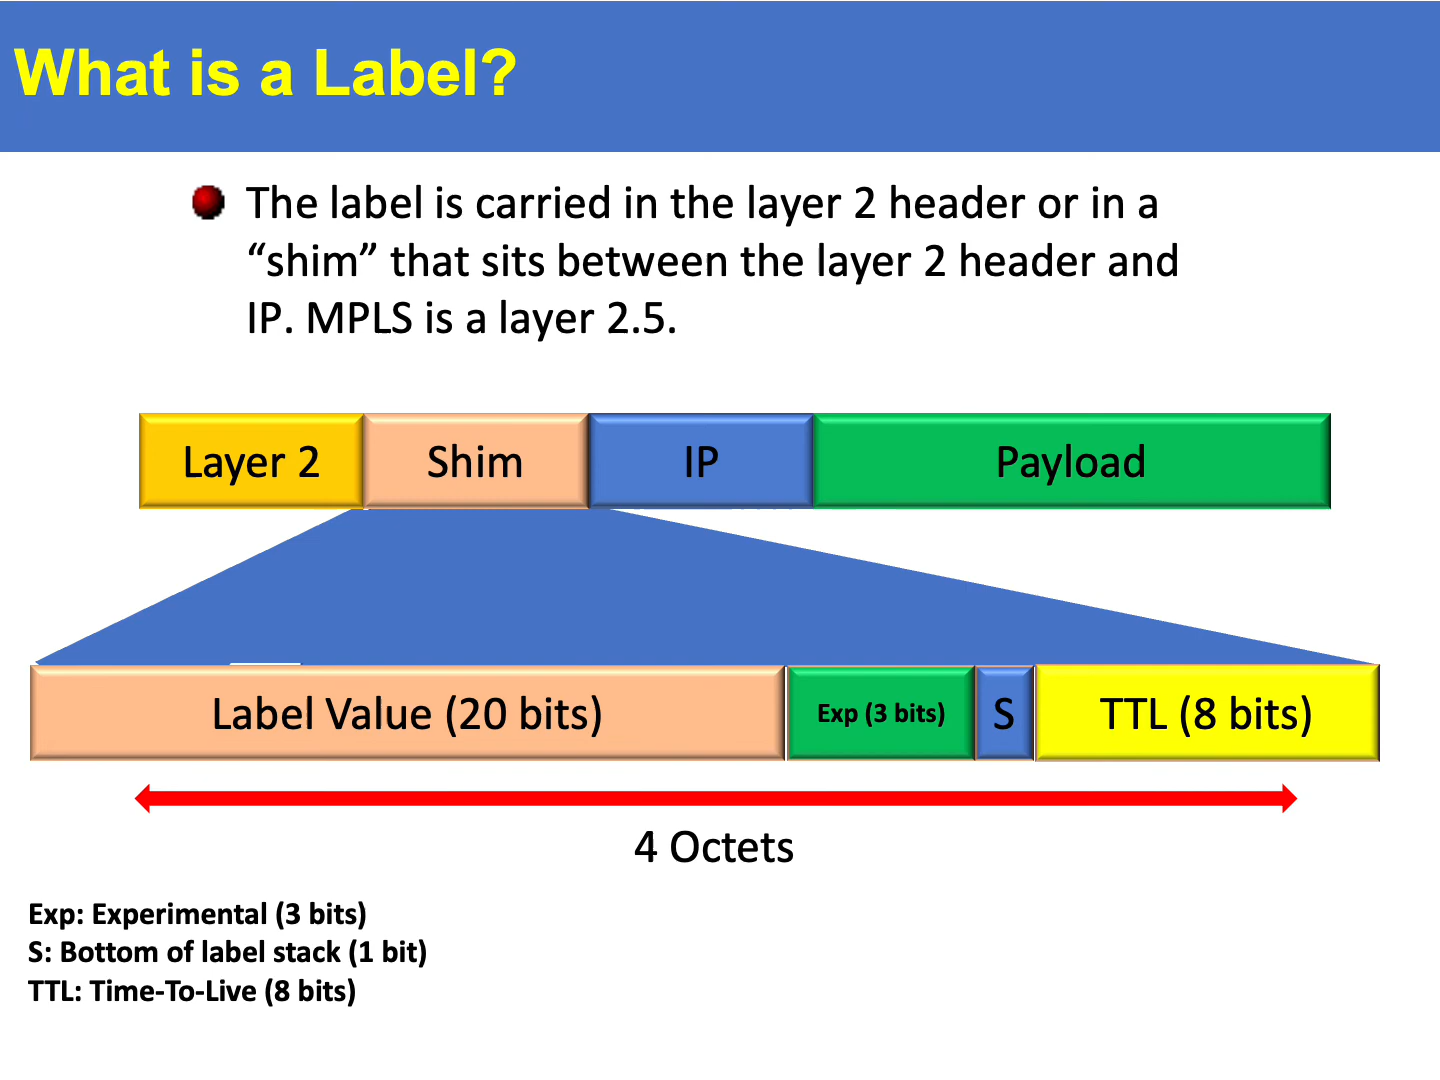 What is a Label?
The label is carried in the layer 2 header or in a
“shim” that sits between the layer 2 header and
IP. MPLS is a layer 2.5.
Layer 2
Shim
IP
Payload
Label Value (20 bits)
Exp (3 bits)
S
TTL (8 bits)
4 Octets
Exp: Experimental (3 bits)
S: Bottom of label stack (1 bit)
TTL: Time-To-Live (8 bits)